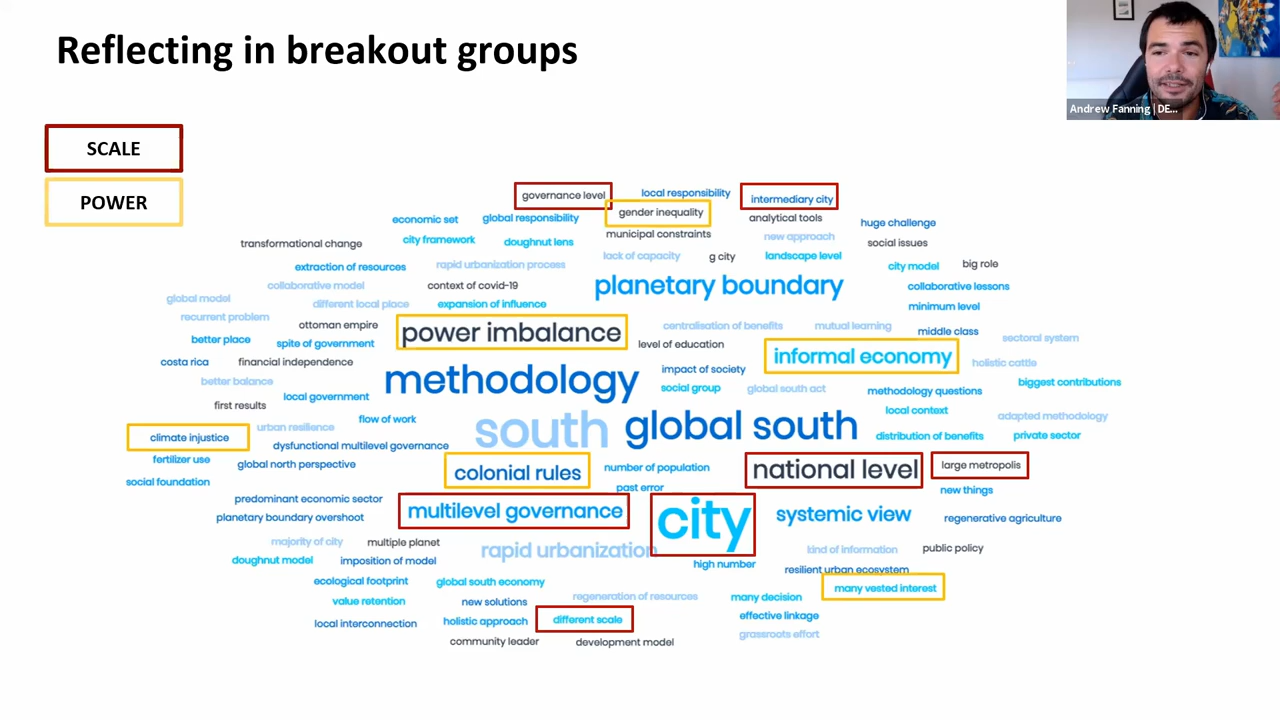 Reflecting in breakout groups
Andrew Fanning | DE...
SCALE
POWER
governance level
local responsibility
intermediary city
economic set
global responsibility
gender inequality
analytical tools
huge challenge
transformational change
city framework
doughnut lens
municipal constraints
new approach
social issues
extraction of resources
rapid urbanization process
lack of capacity
g city
landscape level
city model
big role
collaborative model
context of covid-19
planetary boundary
collaborative lessons
global model
different local place
expansion of influence
minimum level
recurrent problem
ottoman empire
power imbalance
centralisation of benefits
mutual learning
middle class
better place
spite of government
level of education
informal economy
sectoral system
costa rica
financial independence
impact of society
holistic cattle
better balance
methodology
social group
global south act
methodology questions
biggest contributions
first results
local government
flow of work
south
global south
local context
adapted methodology
climate injustice
urban resilience
dysfunctional multilevel governance
distribution of benefits
private sector
fertilizer use
global north perspective
colonial rules
number of population
national level
large metropolis
social foundation
past error
new things
predominant economic sector
multilevel governance
city
systemic view
regenerative agriculture
planetary boundary overshoot
majority of city
multiple planet
rapid urbanization
kind of information
public policy
doughnut model
imposition of model
high number
resilient urban ecosystem
ecological footprint
global south economy
many vested interest
value retention
new solutions
regeneration of resources
many decision
local interconnection
holistic approach
different scale
effective linkage
community leader
development model
grassroots effort